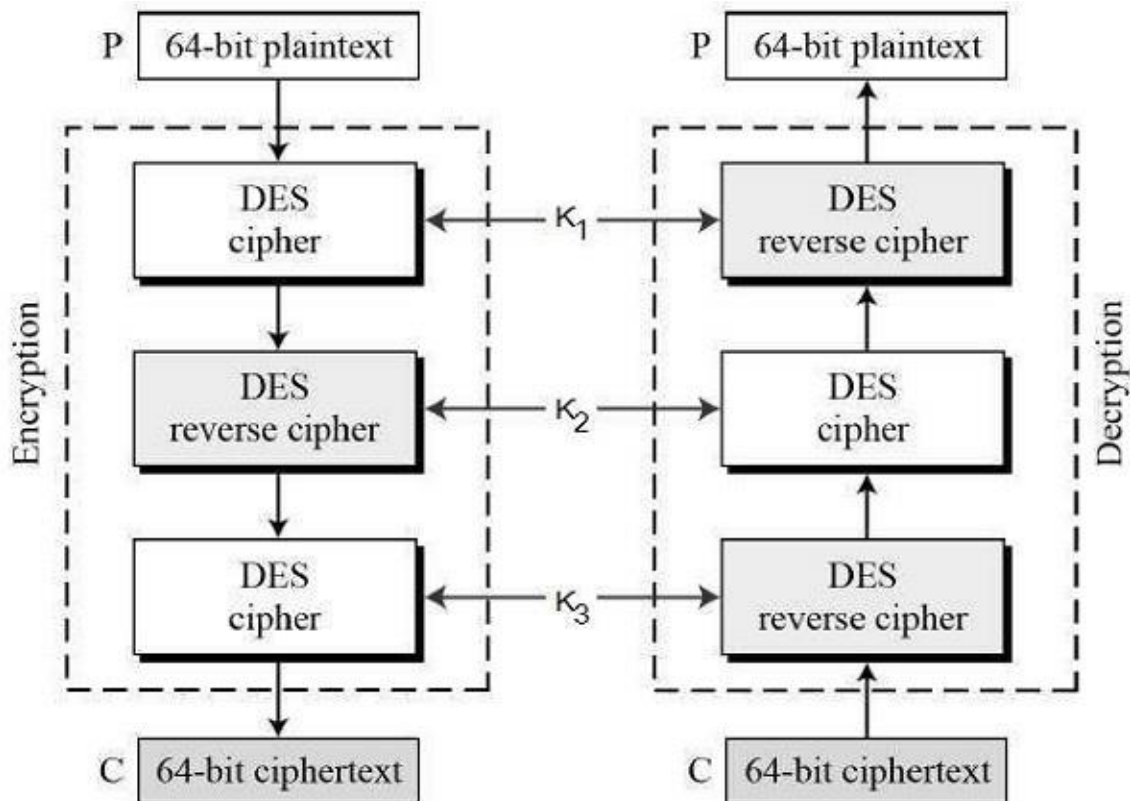 P 64-bit plaintext
P 64-bit plaintext
Encryption
DES
cipher
K1
DES
reverse cipher
DES
reverse cipher
K2
DES
cipher
DES
cipher
K3
DES
reverse cipher
Decryption
C 64-bit ciphertext
C 64-bit ciphertext